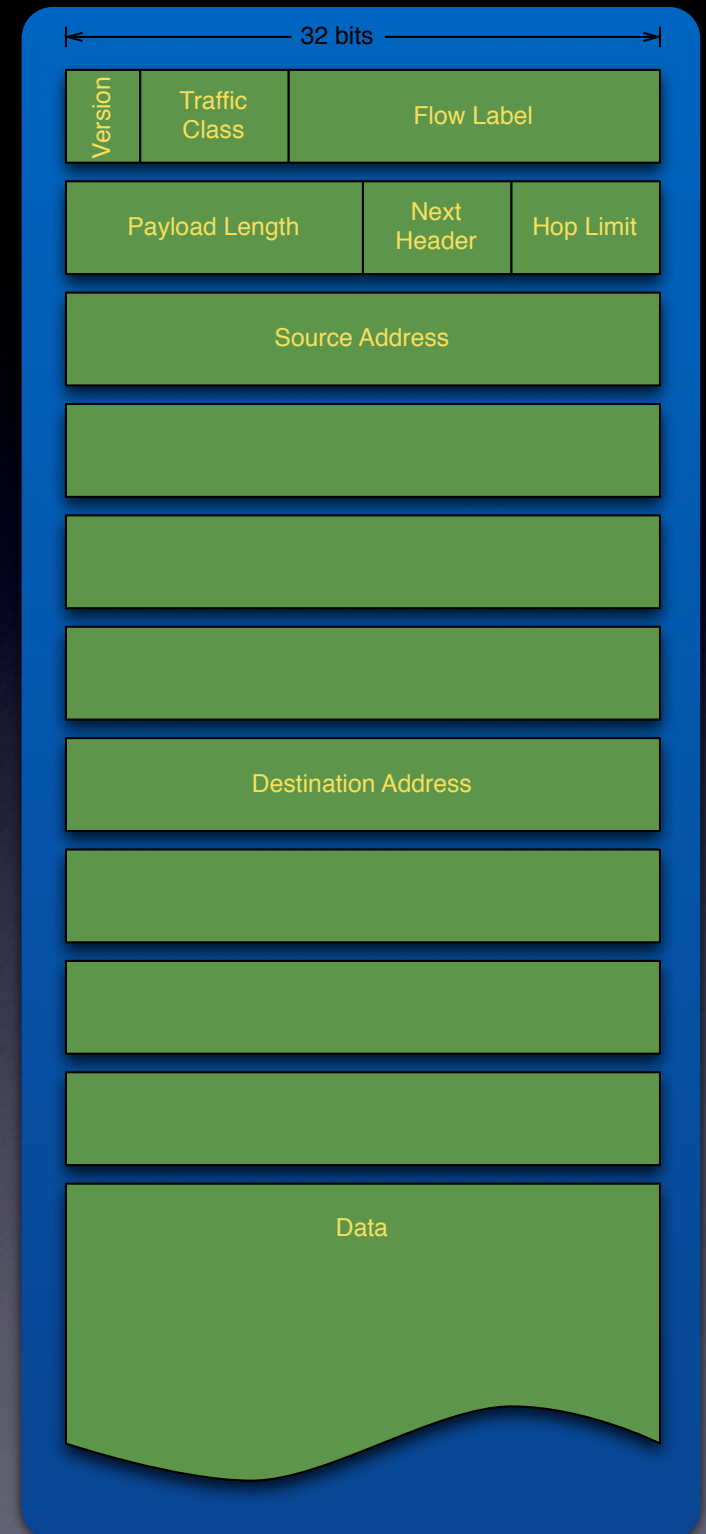 32 bits
Version
Traffic
Class
Flow Label
Payload Length
Next
Header
Hop Limit
Source Address
Destination Address
Data